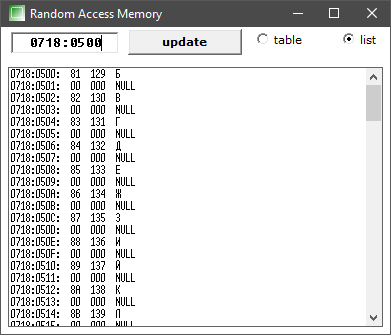 Random Access Memory
0718:0500 update table list
0718:0500: 81 129 Б
0718:0501: 00 000 NULL
0718:0502: 82 130 В
0718:0503: 00 000 NULL
0718:0504: 83 131 Г
0718:0505: 00 000 NULL
0718:0506: 84 132 Д
0718:0507: 00 000 NULL
0718:0508: 85 133 Е
0718:0509: 00 000 NULL
0718:050A: 86 134 Ж
0718:050B: 00 000 NULL
0718:050C: 87 135 З
0718:050D: 00 000 NULL
0718:050E: 88 136 И
0718:050F: 00 000 NULL
0718:0510: 89 137 Й
0718:0511: 00 000 NULL
0718:0512: 8A 138 К
0718:0513: 00 000 NULL
0718:0514: 8B 139 Л